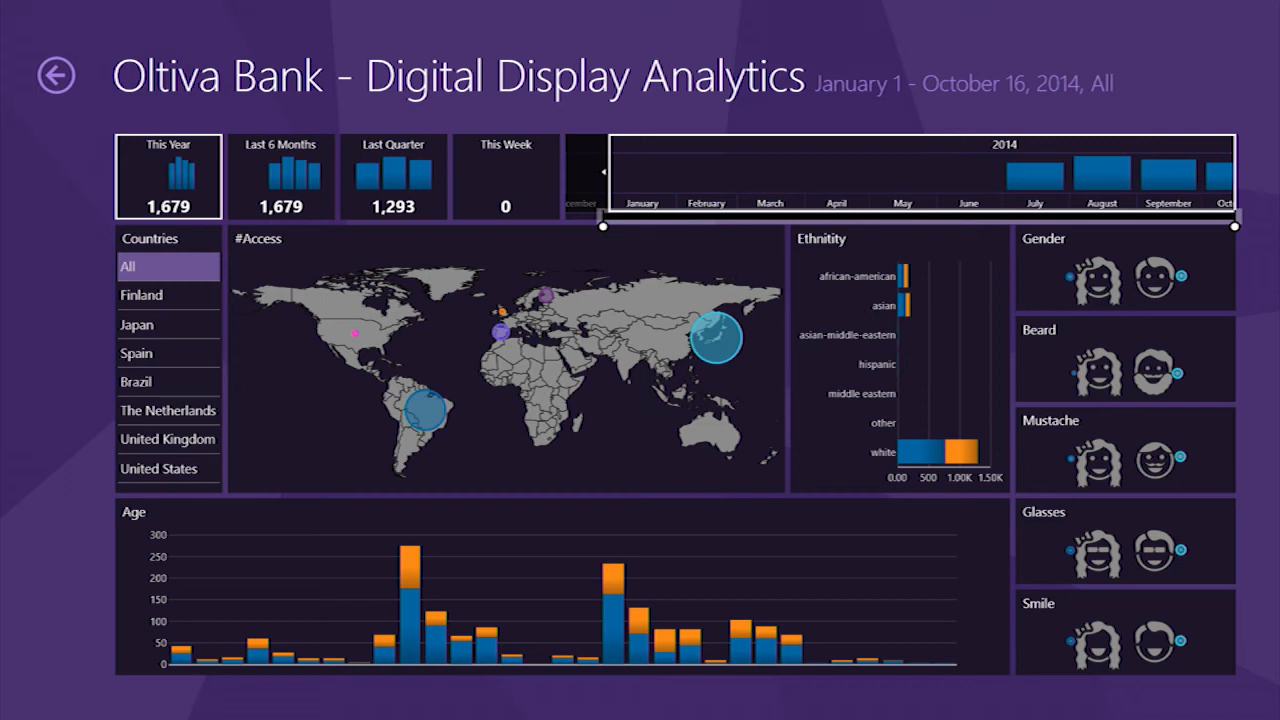 Oltiva Bank - Digital Display Analytics January 1 - October 16, 2014, All
This Year
1,679
Last 6 Months
1,679
Last Quarter
1,293
This Week
0
2014
cember January February March April May June July August September Oct
Countries
All
Finland
Japan
Spain
Brazil
The Netherlands
United Kingdom
United States
#Access
Ethnitity
african-american
asian
asian-middle-eastern
hispanic
middle eastern
other
white
0.00 500 1.00K 1.50K
Gender
Beard
Mustache
Glasses
Smile
Age
300
250
200
150
100
50
0